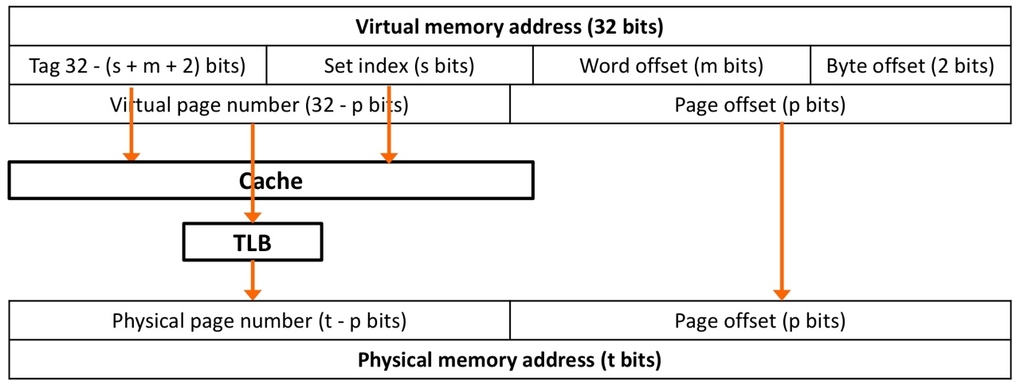 Virtual memory address (32 bits)
Tag 32 - (s + m + 2) bits) Set index (s bits) Word offset (m bits) Byte offset (2 bits)
Virtual page number (32 - p bits) Page offset (p bits)
Cache
TLB
Physical page number (t - p bits) Page offset (p bits)
Physical memory address (t bits)